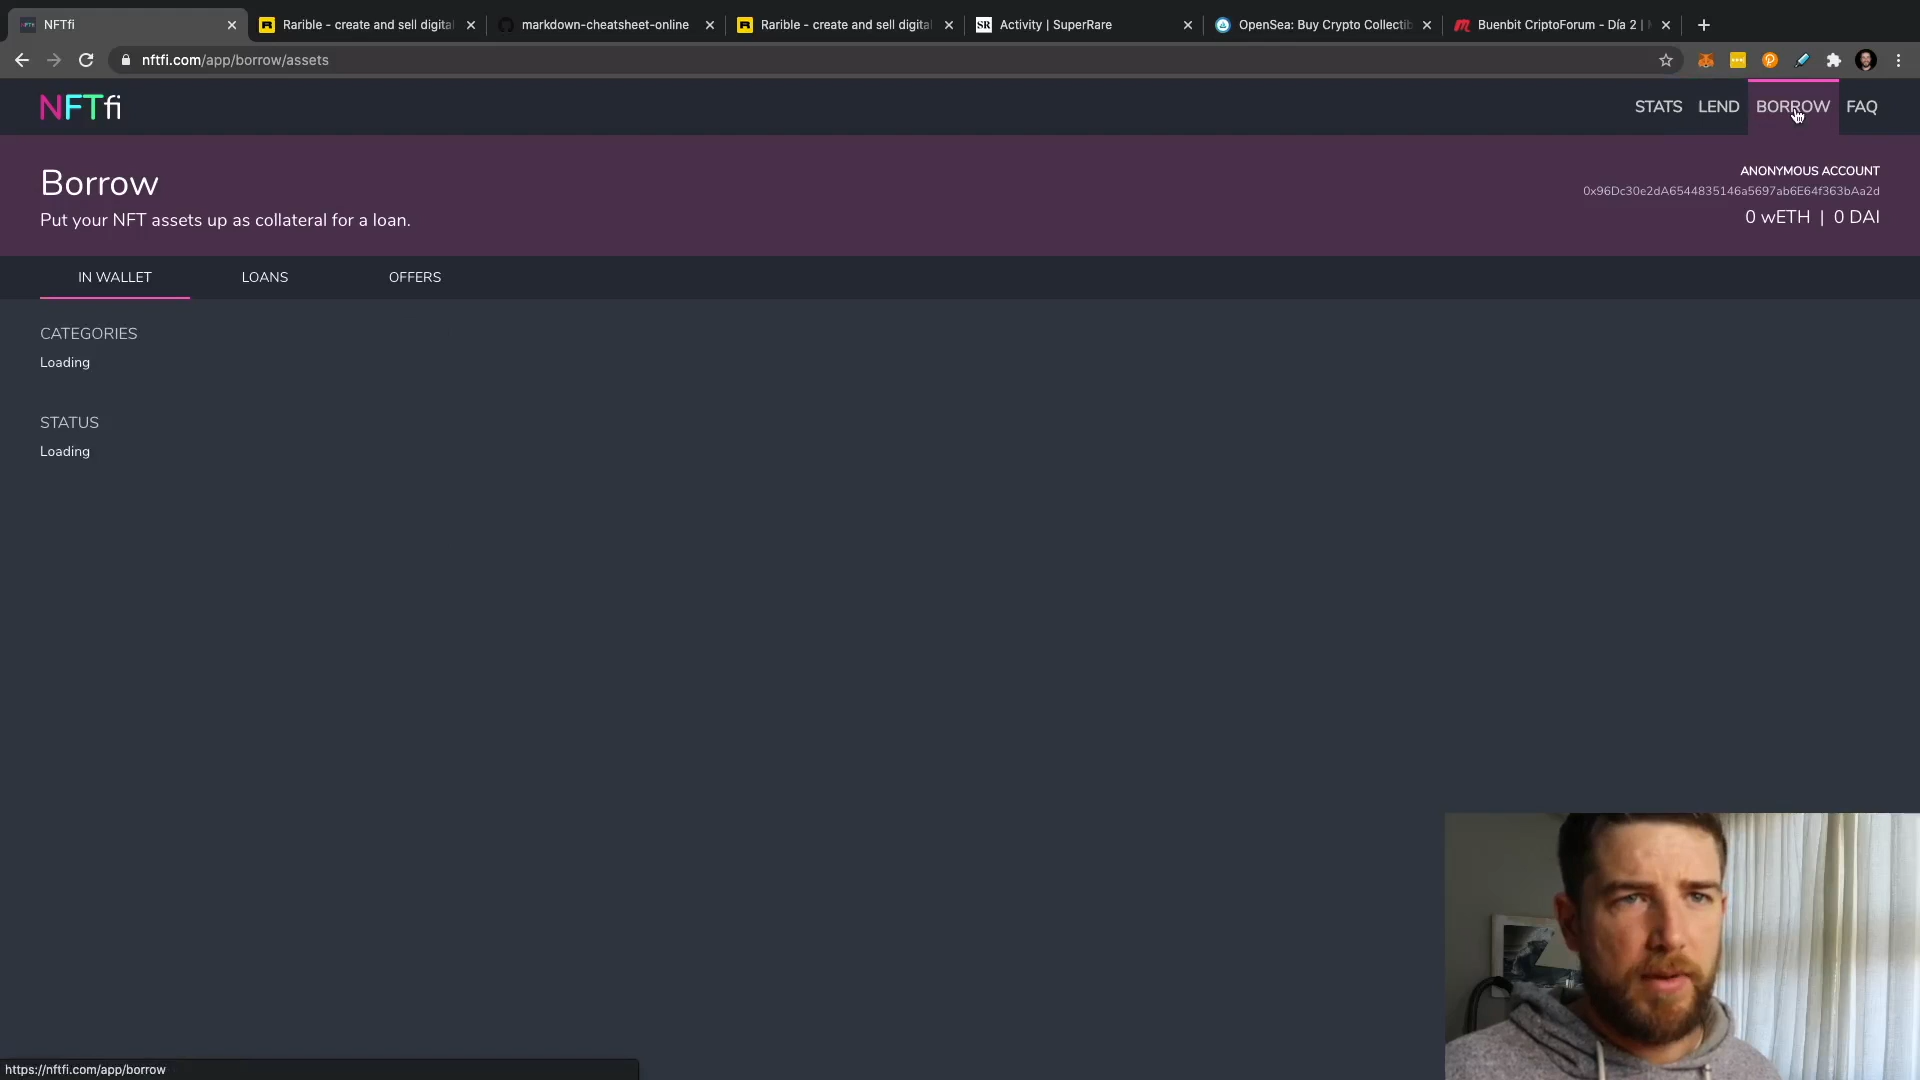 NFTfi
Rarible - create and sell digital
markdown-cheatsheet-online
Rarible - create and sell digital
SR
Activity | SuperRare
OpenSea: Buy Crypto Collectib
Buenbit CriptoForum - Día 2 |
nftfi.com/app/borrow/assets
NFTfi
STATS
LEND
BORROW
FAQ
Borrow
Put your NFT assets up as collateral for a loan.
ANONYMOUS ACCOUNT
0x96Dc30e2dA6544835146a5697ab6E64f363bAa2d
0 wETH | 0 DAI
IN WALLET
LOANS
OFFERS
CATEGORIES
Loading
STATUS
Loading
https://nftfi.com/app/borrow